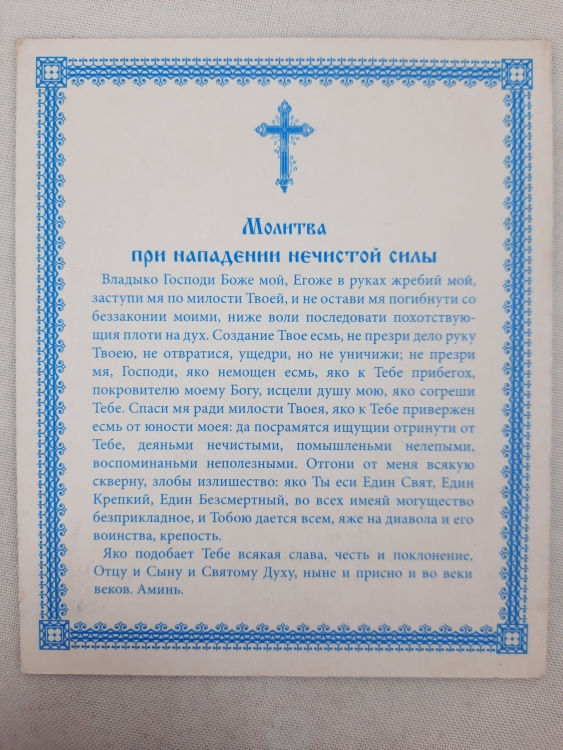 Молитва
при нападении нечистой силы
Владыко Господи Боже мой, Егоже в руках жребий мой,
заступи мя по милости Твоей, и не остави мя погибнути со
беззаконии моими, ниже воли последовати похотствую-
щия плоти на дух. Создание Твое есмь, не презри дело руку
Твоею, не отвратися, ущедри, но не уничижи; не презри
мя, Господи, яко немощен есмь, яко к Тебе прибегох,
покровителю моему Богу, исцели душу мою, яко согреши
Тебе. Спаси мя ради милости Твоея, яко к Тебе привержен
есмь от юности моея: да посрамятся ищущии отринути от
Тебе, деяньми нечистыми, помышленьми нелепыми,
воспоминаньми неполезными. Отгони от меня всякую
скверну, злобы излишество: яко Ты еси Един Свят, Един
Крепкий, Един Безсмертный, во всех имеяй могущество
безприкладное, и Тобою дается всем, яже на диавола и его
воинства, крепость.
Яко подобает Тебе всякая слава, честь и поклонение,
Отцу и Сыну и Святому Духу, ныне и присно и во веки
веков. Аминь.